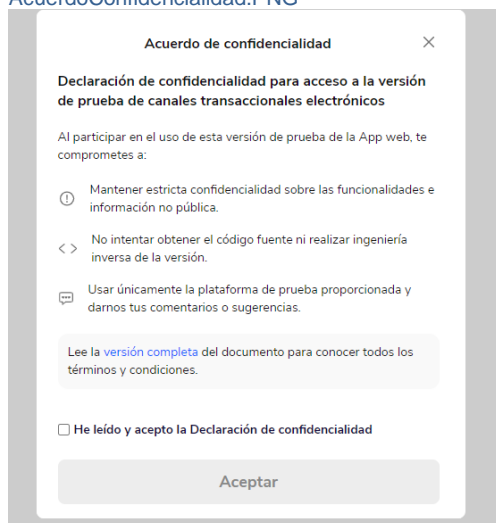 AcuerdoConfidencialidad.PNG
Acuerdo de confidencialidad
Declaración de confidencialidad para acceso a la versión
de prueba de canales transaccionales electrónicos
Al participar en el uso de esta versión de prueba de la App web, te
comprometes a:
Mantener estricta confidencialidad sobre las funcionalidades e
información no pública.
No intentar obtener el código fuente ni realizar ingeniería
inversa de la versión.
Usar únicamente la plataforma de prueba proporcionada y
darnos tus comentarios o sugerencias.
Lee la versión completa del documento para conocer todos los
términos y condiciones.
He leído y acepto la Declaración de confidencialidad
Aceptar